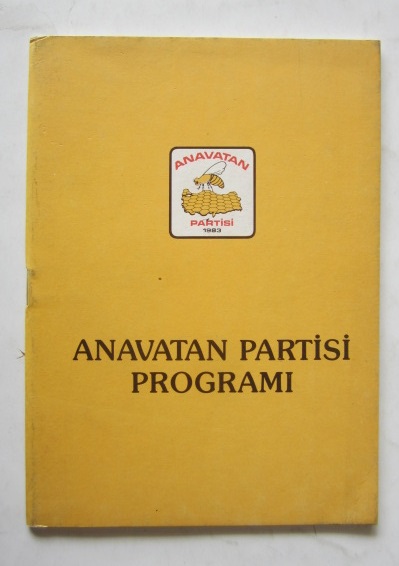 ANAVATAN
PARTİSİ
1983
ANAVATAN PARTİSİ
PROGRAMI